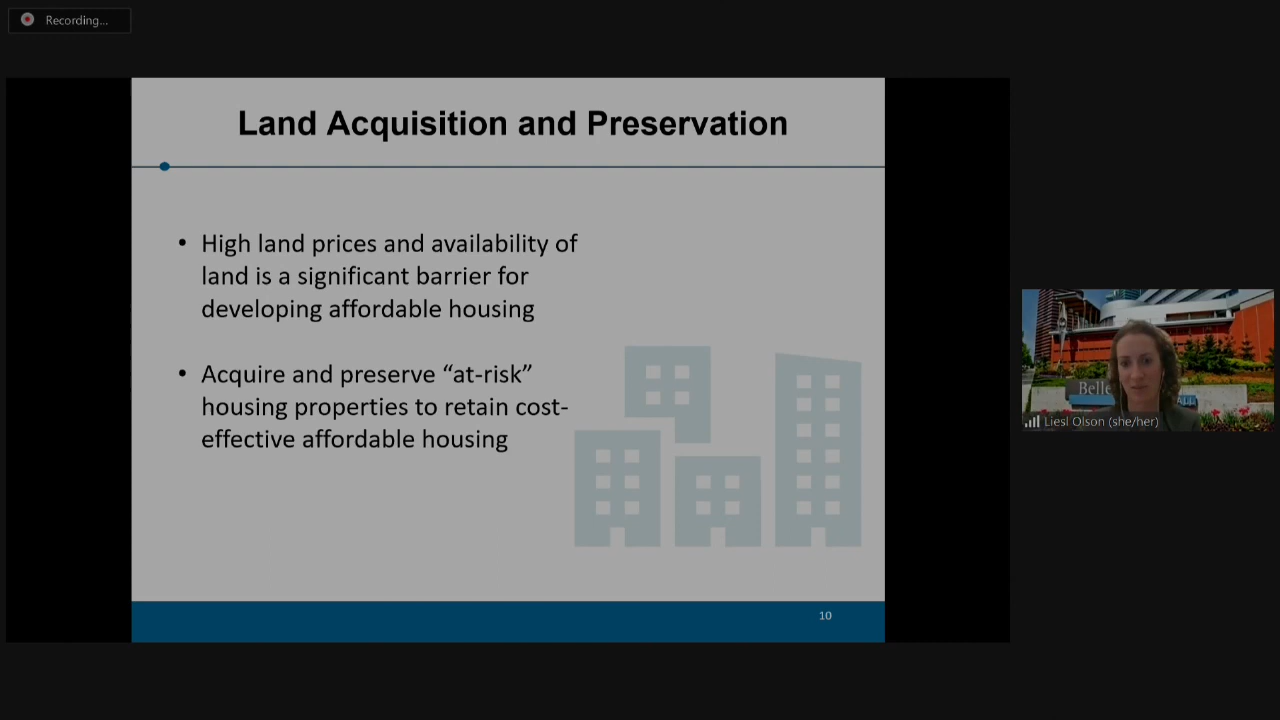 Recording...
Land Acquisition and Preservation
• High land prices and availability of
land is a significant barrier for
developing affordable housing
• Acquire and preserve “at-risk”
housing properties to retain cost-
effective affordable housing
10
Belle
Liesl Olson (she/her)